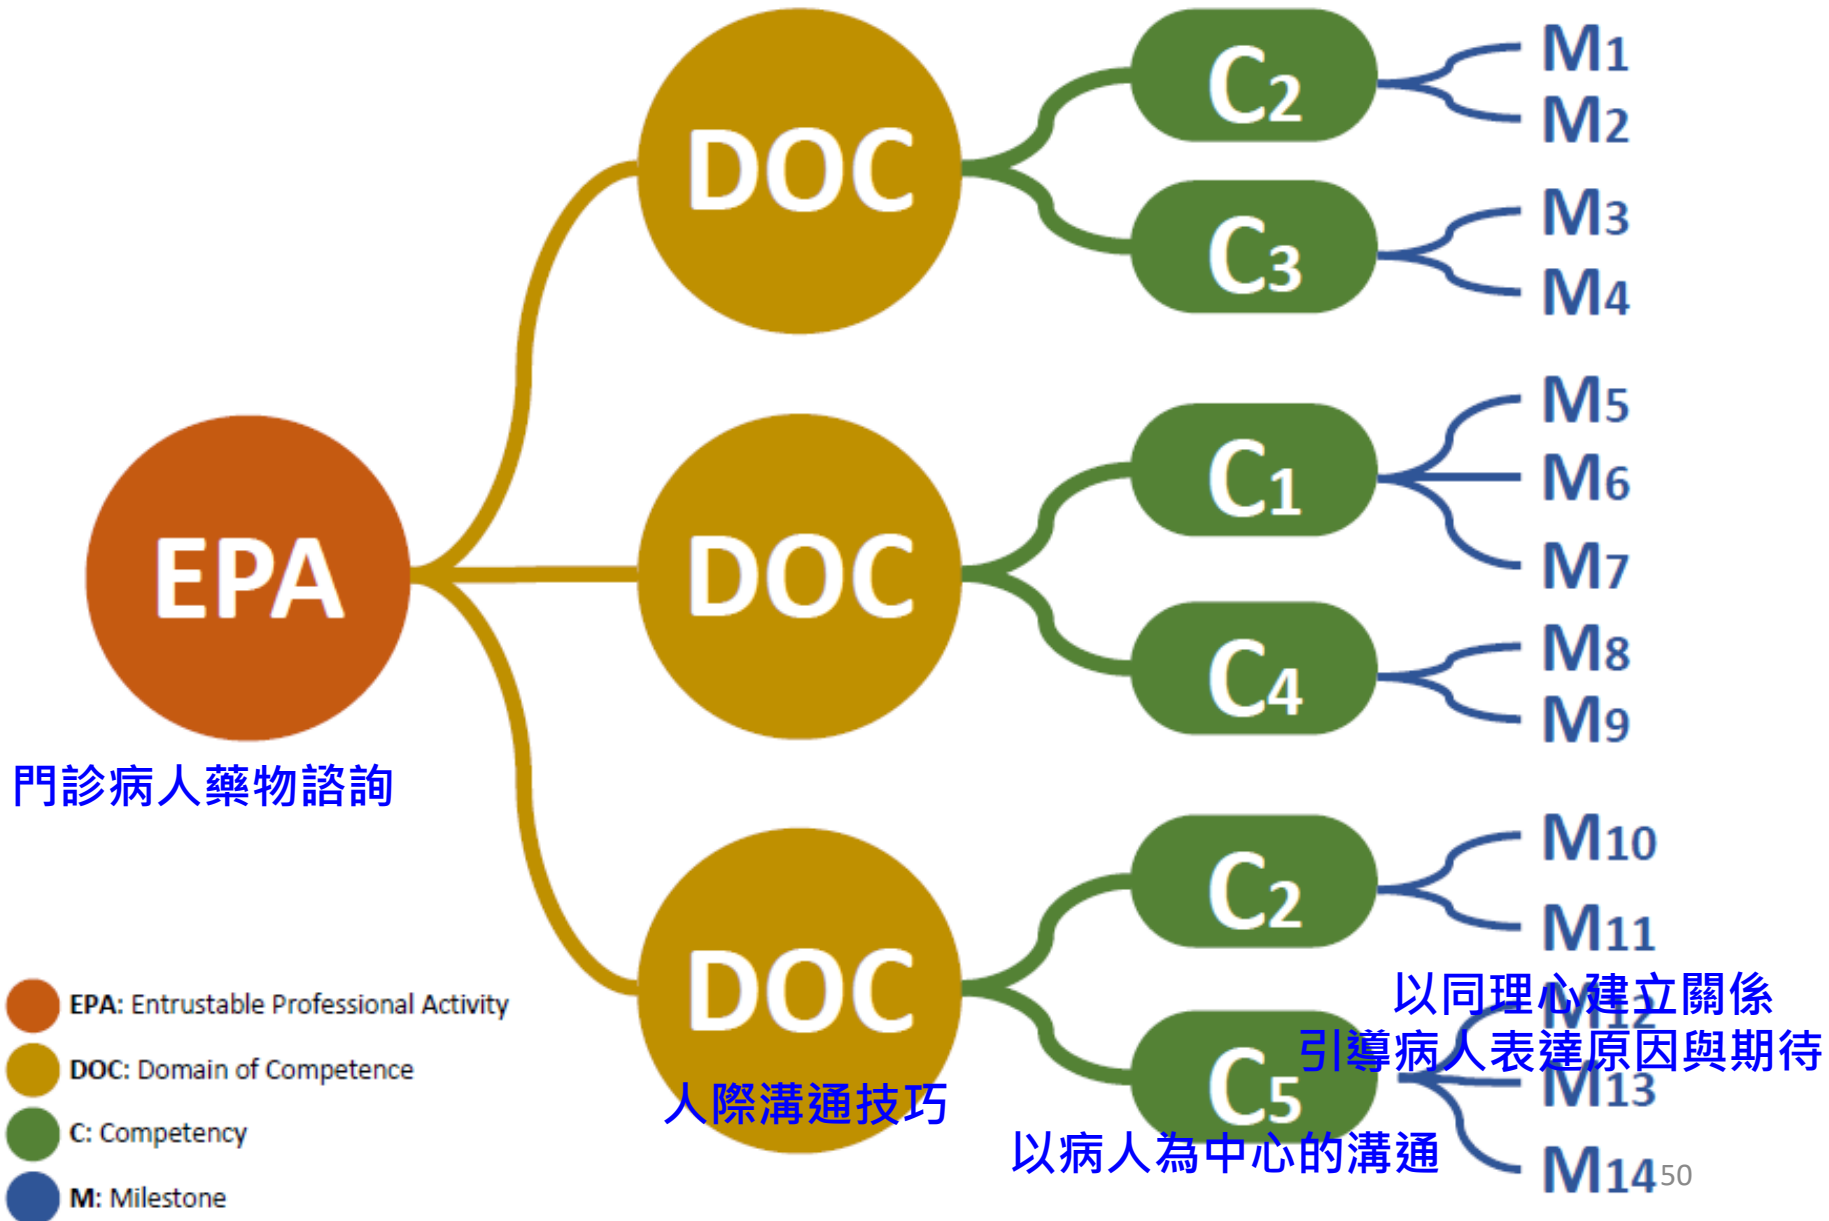 EPA
門診病人藥物諮詢
DOC
C2
M1
M2
C3
M3
M4
DOC
C1
M5
M6
M7
C4
M8
M9
DOC
人際溝通技巧
C2
M10
M11
C5
以病人為中心的溝通
以同理心建立關係
引導病人表達原因與期待
M12
M13
M14
EPA: Entrustable Professional Activity
DOC: Domain of Competence
C: Competency
M: Milestone
50